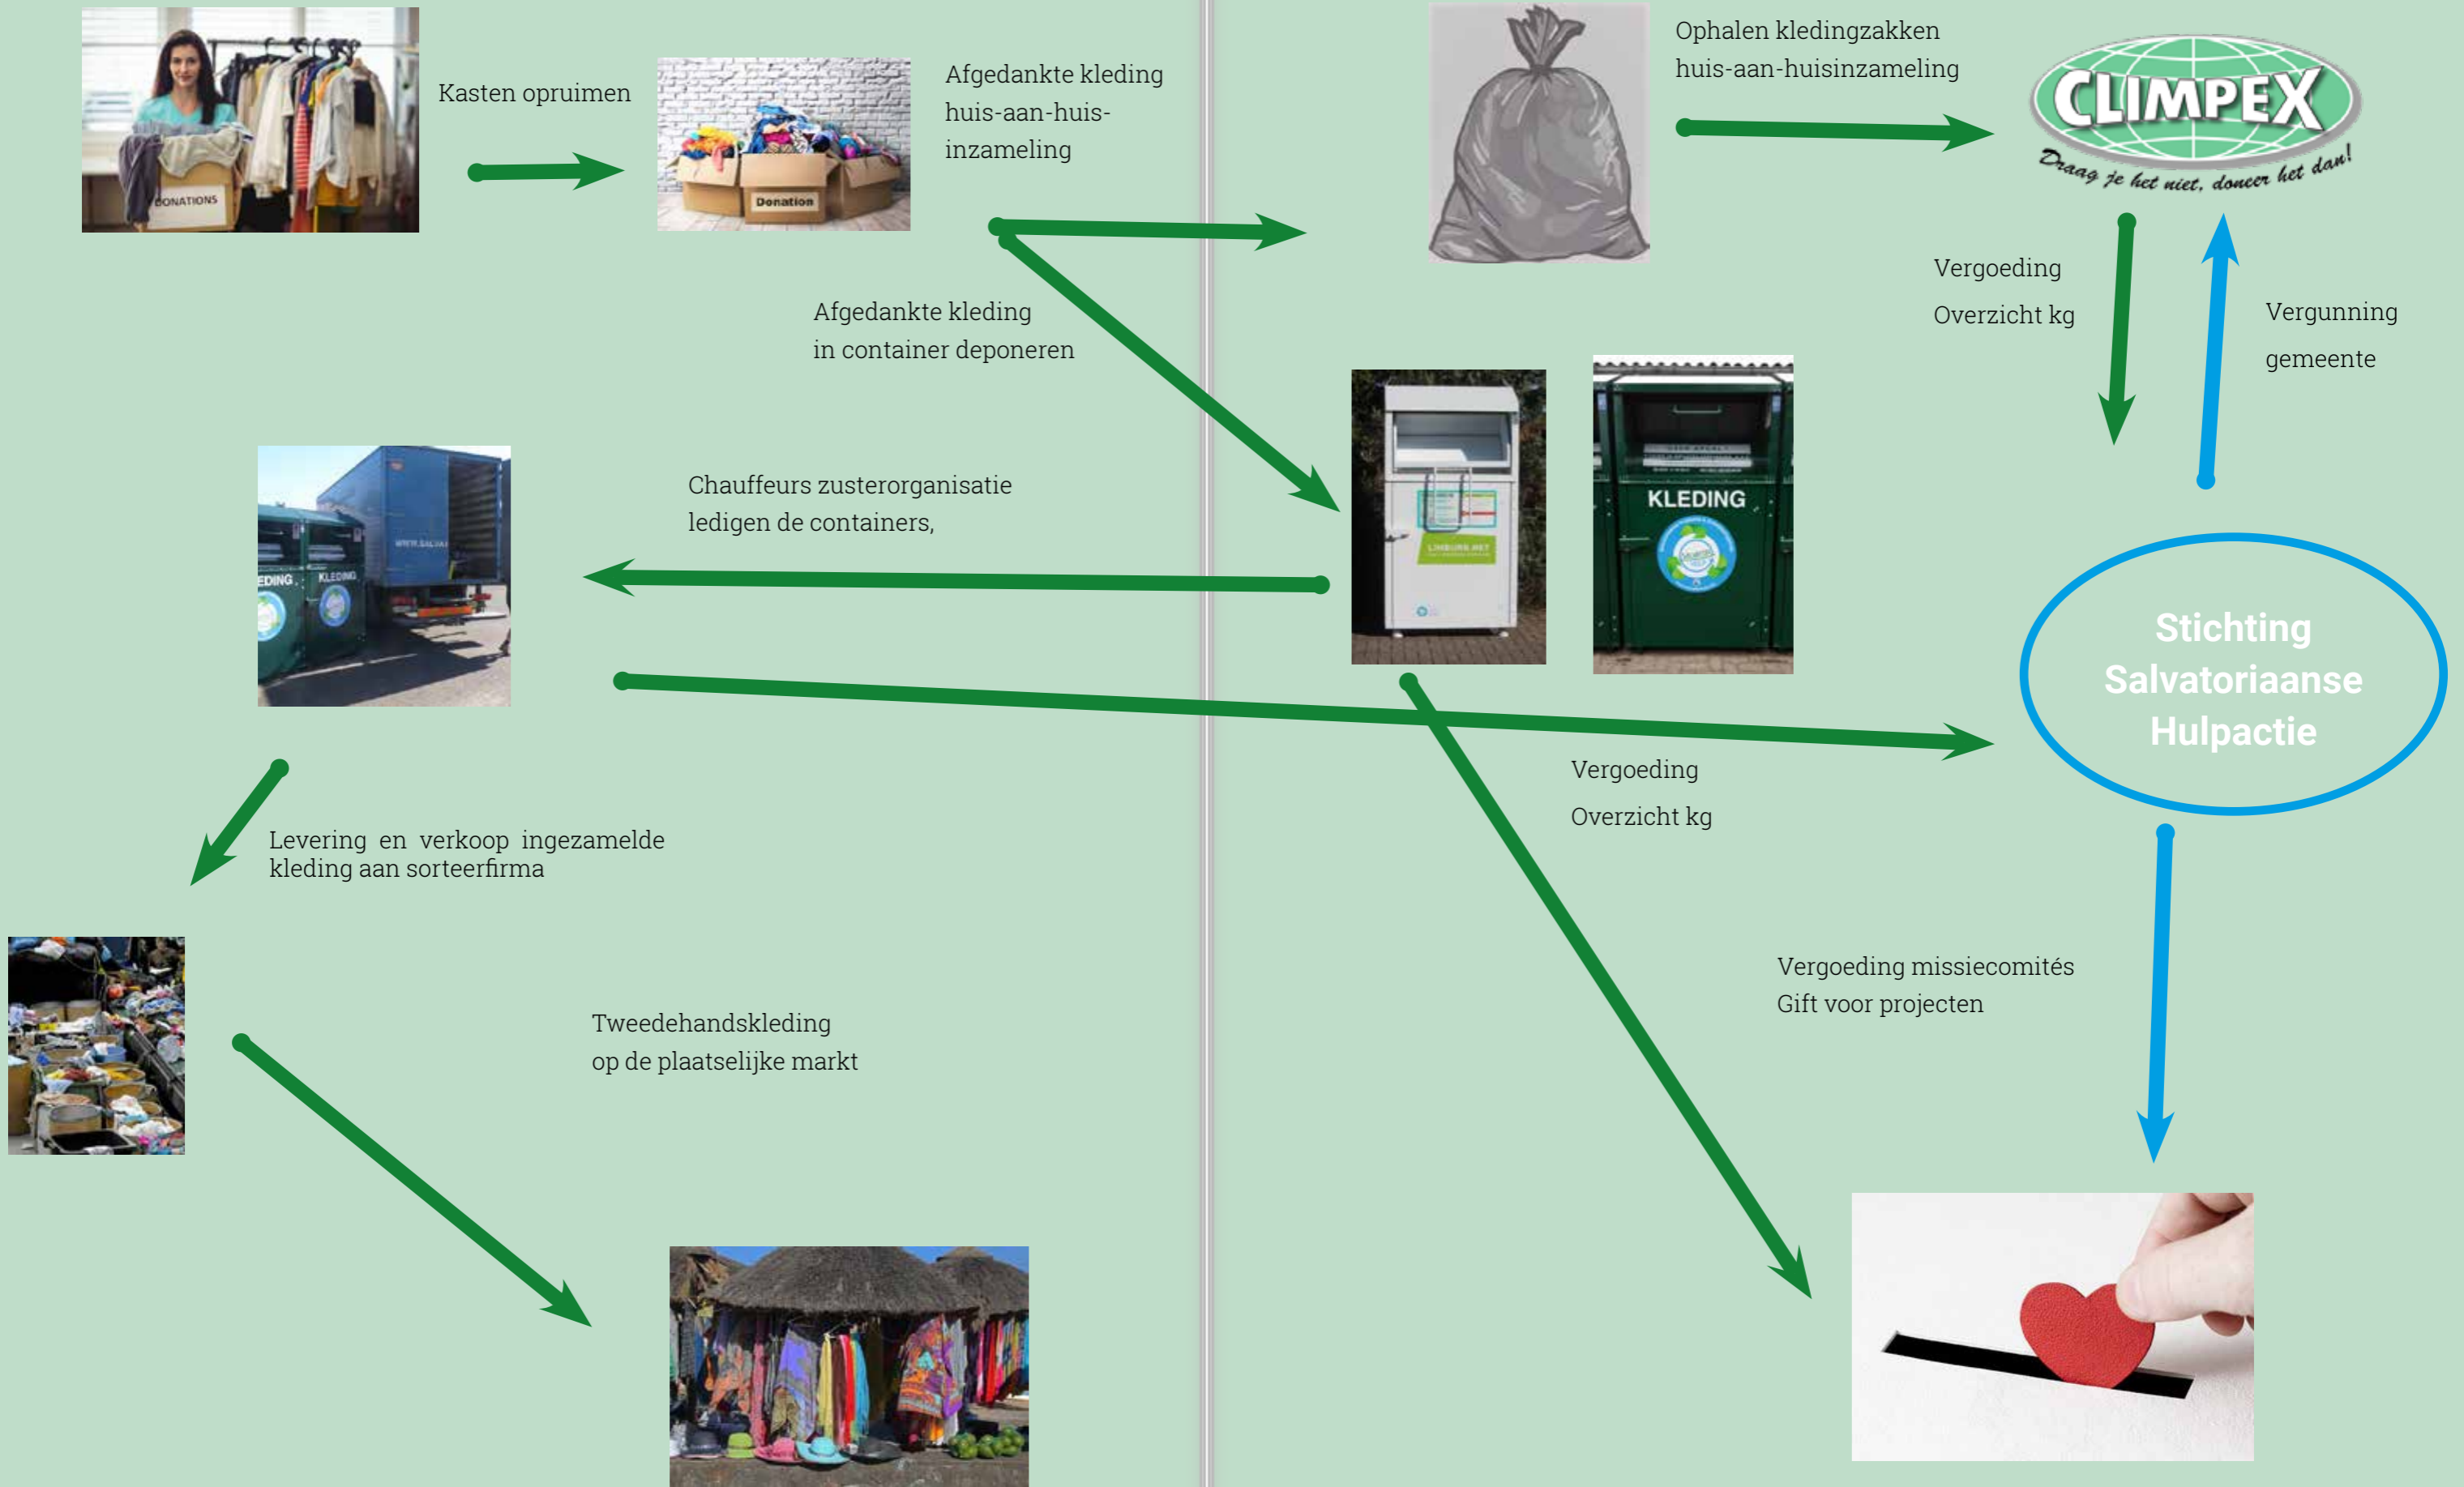 DONATIONS
Kasten opruimen
Donation
Afgedankte kleding
huis-aan-huis-
inzameling
Ophalen kledingzakken
huis-aan-huisinzameling
CLIMPEX
Draag je het niet, doneer het dan!
Afgedankte kleding
in container deponeren
Vergoeding
Overzicht kg
Vergunning
gemeente
Chauffeurs zusterorganisatie
ledigen de containers,
KLEDING
KLEDING
LIMBURG.NET
Stichting
Salvatoriaanse
Hulpactie
Vergoeding
Overzicht kg
Levering en verkoop ingezamelde
kleding aan sorteerfirma
Vergoeding missiecomités
Gift voor projecten
Tweedehandskleding
op de plaatselijke markt